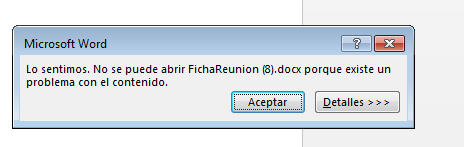 Microsoft Word
?
Lo sentimos. No se puede abrir FichaReunion (8).docx porque existe un
problema con el contenido.
Aceptar
Detalles >>>